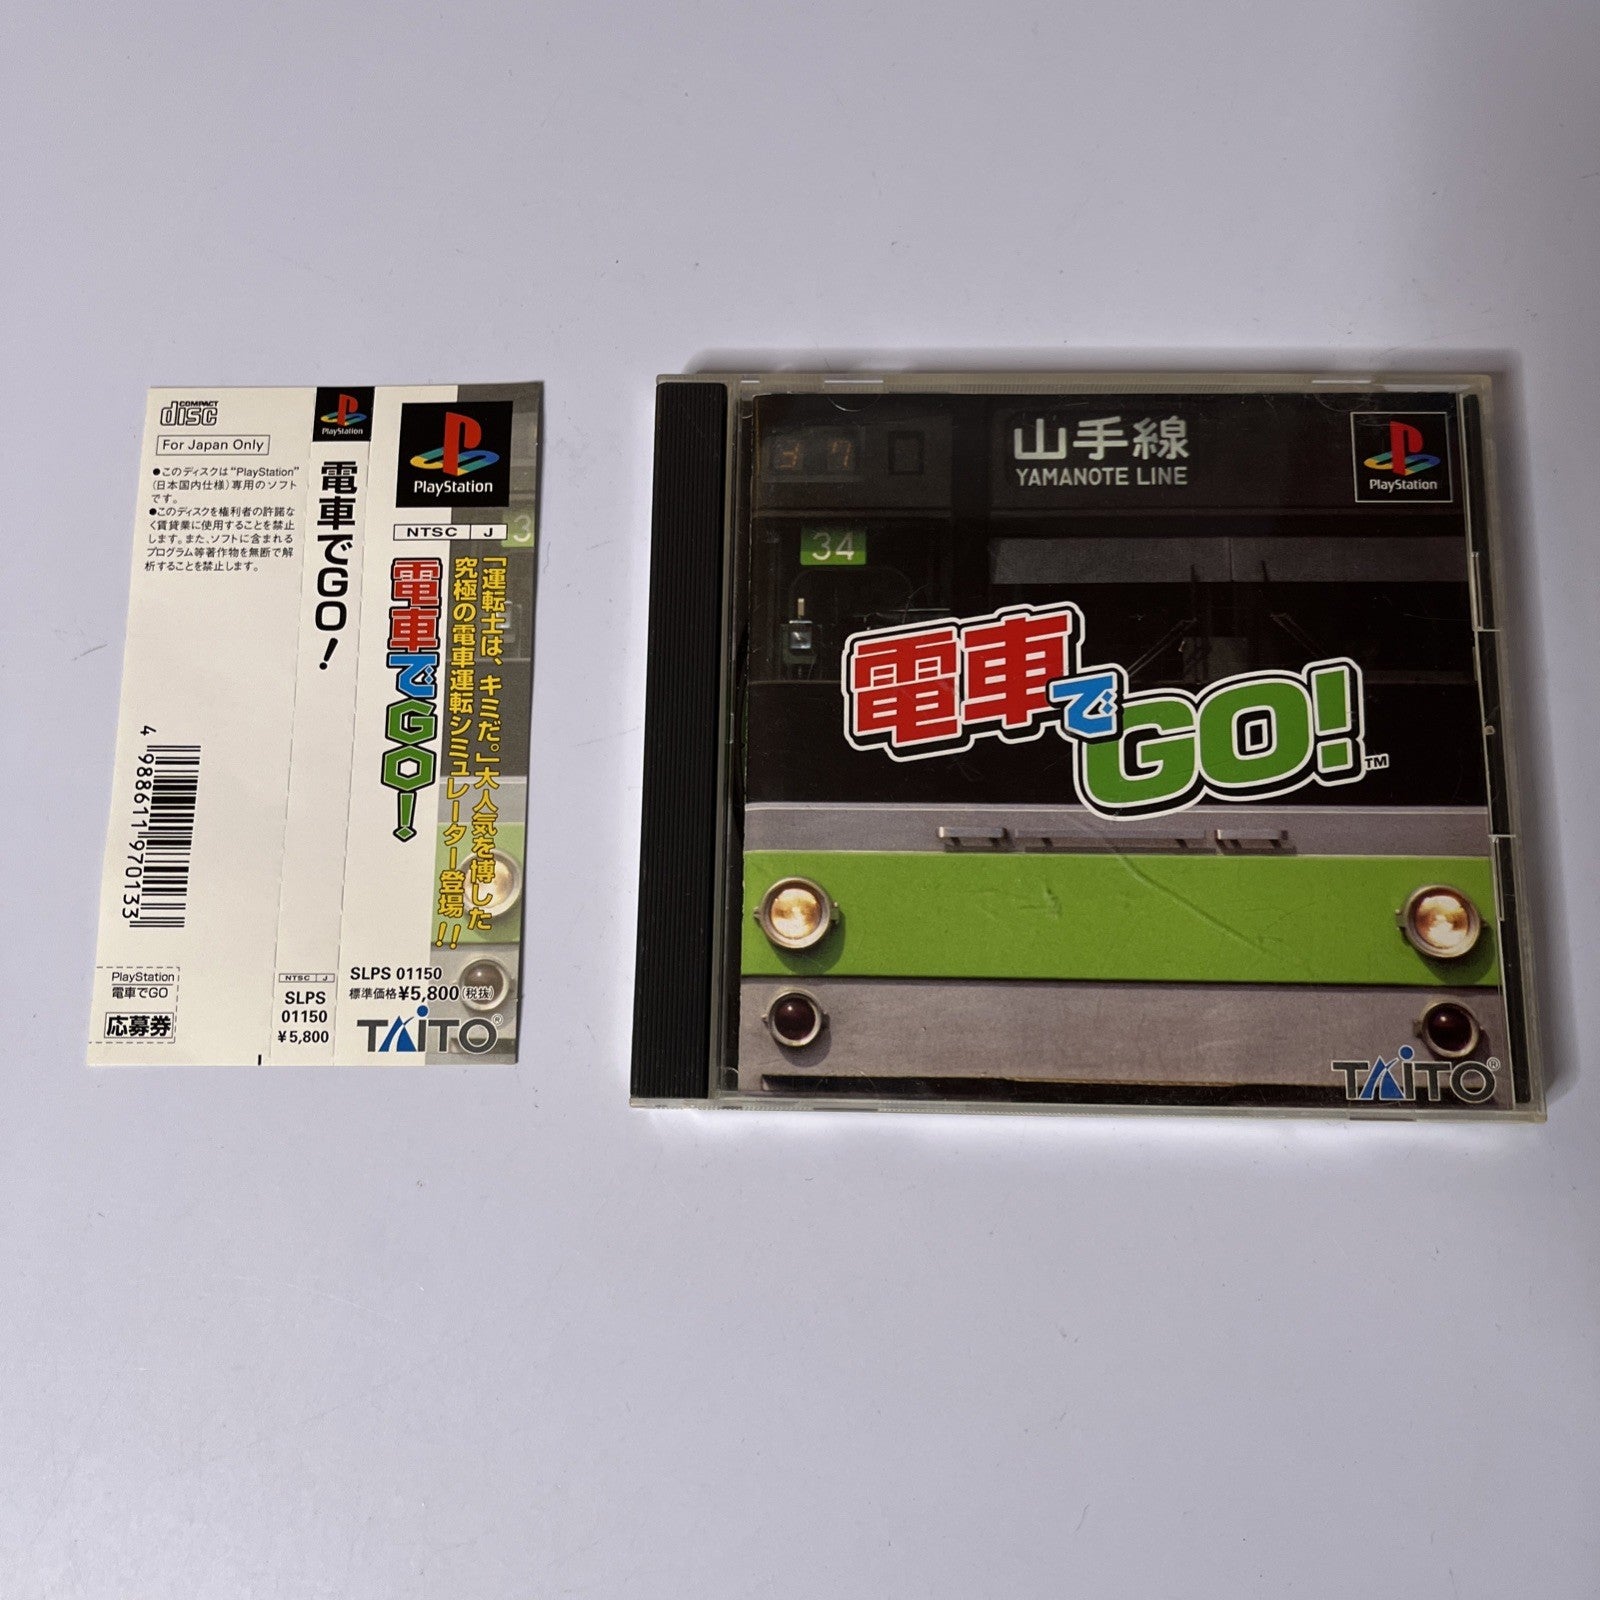 COMPACT
disc
For Japan Only
●このディスクは"PlayStation"
(日本国内仕様)専用のソフト
です。
●このディスクを権利者の許諾な
く賃貸業に使用することを禁止
します。また、ソフトに含まれる
プログラム等著作物を無断で解
析することを禁止します。
4 988611 970133
PlayStation
電車でGO
応募券
PlayStation
電車でGO!
NTSC J
SLPS
01150
¥5,800
PlayStation
NTSC J
3
電車でGO!
「運転士は、キミだ。」大人気を博した
究極の電車運転シミュレーター登場!!
SLPS 01150
標準価格¥5,800(税抜)
TAITO®
37
山手線
YAMANOTE LINE
PlayStation
34
電車でGO!™
TAITO®